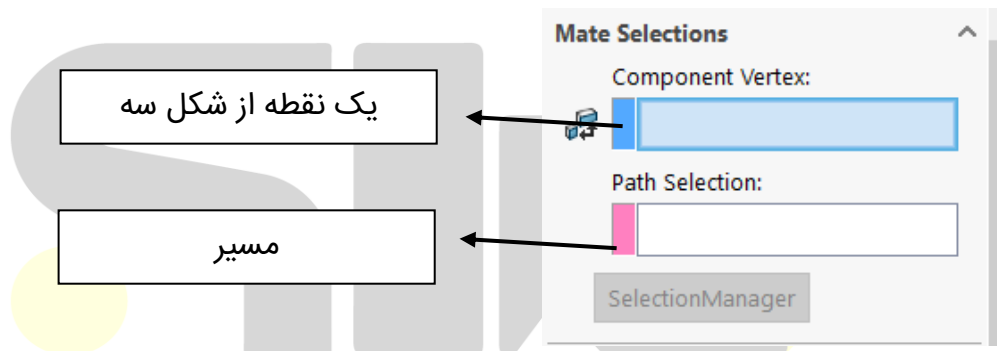 Mate Selections
Component Vertex:
یک نقطه از شکل سه
Path Selection:
مسیر
SelectionManager